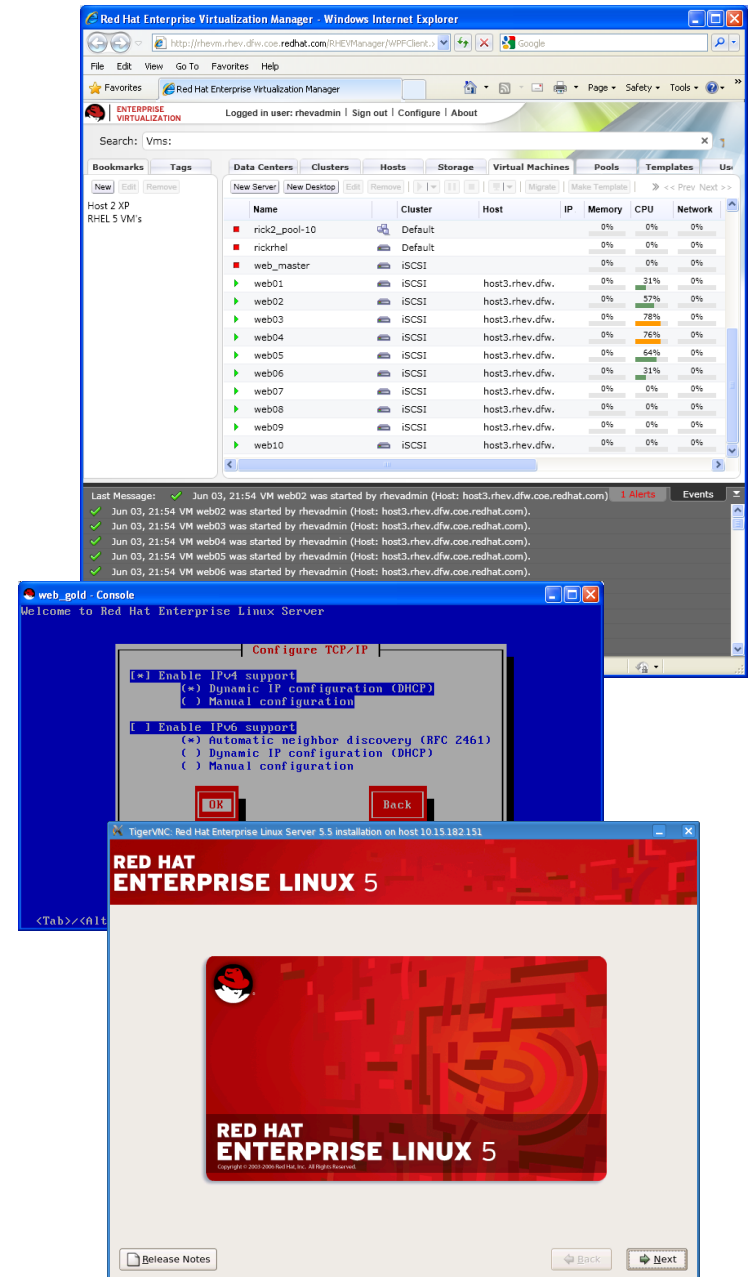 Red Hat Enterprise Virtualization Manager - Windows Internet Explorer
http://rhevm.rhev.dfw.coe.redhat.com/RHEVManager/WPFClient.
Google
File Edit View Go To Favorites Help
Favorites Red Hat Enterprise Virtualization Manager Page Safety Tools
ENTERPRISE
VIRTUALIZATION
Logged in user: rhevadmin | Sign out | Configure | About
Search: Vms:
Bookmarks Tags Data Centers Clusters Hosts Storage Virtual Machines Pools Templates
New Edit Remove New Server New Desktop Edit Remove Migrate Make Template << Prev Next >>
Host 2 XP
RHEL 5 VM's
Name Cluster Host IP Memory CPU Network
rick2_pool-10 Default 0% 0% 0%
rickrhel Default 0% 0% 0%
web_master iSCSI 0% 0% 0%
web01 iSCSI host3.rhev.dfw. 0% 31% 0%
web02 iSCSI host3.rhev.dfw. 0% 57% 0%
web03 iSCSI host3.rhev.dfw. 0% 78% 0%
web04 iSCSI host3.rhev.dfw. 0% 76% 0%
web05 iSCSI host3.rhev.dfw. 0% 64% 0%
web06 iSCSI host3.rhev.dfw. 0% 31% 0%
web07 iSCSI host3.rhev.dfw. 0% 0% 0%
web08 iSCSI host3.rhev.dfw. 0% 0% 0%
web09 iSCSI host3.rhev.dfw. 0% 0% 0%
web10 iSCSI host3.rhev.dfw. 0% 0% 0%
Last Message: Jun 03, 21:54 VM web02 was started by rhevadmin (Host: host3.rhev.dfw.coe.redhat.com) 1 Alerts Events
Jun 03, 21:54 VM web02 was started by rhevadmin (Host: host3.rhev.dfw.coe.redhat.com).
Jun 03, 21:54 VM web03 was started by rhevadmin (Host: host3.rhev.dfw.coe.redhat.com).
Jun 03, 21:54 VM web04 was started by rhevadmin (Host: host3.rhev.dfw.coe.redhat.com).
Jun 03, 21:54 VM web05 was started by rhevadmin (Host: host3.rhev.dfw.coe.redhat.com).
Jun 03, 21:54 VM web06 was started by rhevadmin (Host: host3.rhev.dfw.coe.redhat.com).
web_gold - Console
Welcome to Red Hat Enterprise Linux Server
Configure TCP/IP
[*] Enable IPv4 support
(*) Dynamic IP configuration (DHCP)
( ) Manual configuration
[ ] Enable IPv6 support
(*) Automatic neighbor discovery (RFC 2461)
( ) Dynamic IP configuration (DHCP)
( ) Manual configuration
OK Back
<Tab>/<Alt
TigerVNC: Red Hat Enterprise Linux Server 5.5 installation on host 10.15.182.151
RED HAT
ENTERPRISE LINUX 5
RED HAT
ENTERPRISE LINUX 5
Copyright © 2003-2006 Red Hat, Inc. All Rights Reserved.
Release Notes Back Next